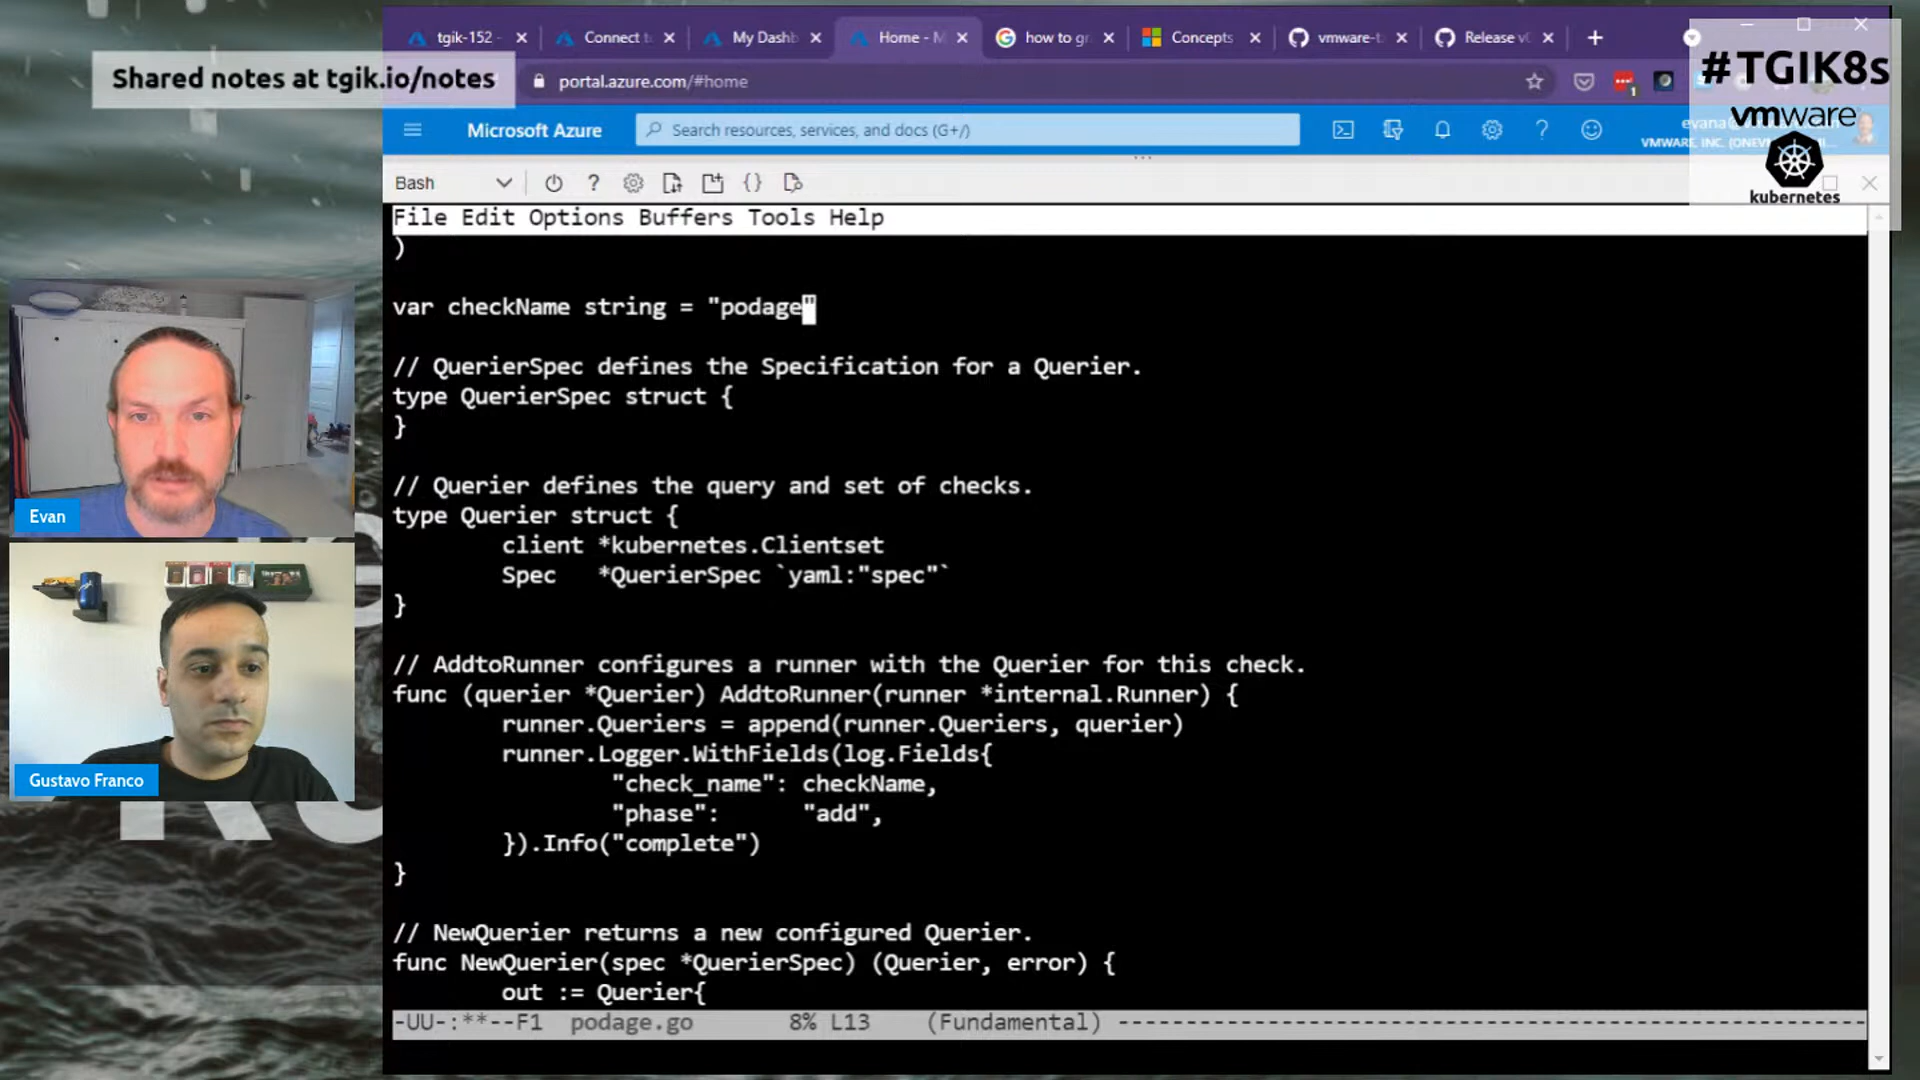 tgik-152 -
Connect to
My Dashb
Home - M
how to gr
Concepts
vmware-t
Release v
Shared notes at tgik.io/notes
portal.azure.com/#home
#TGIK8s
vmware
kubernetes
Microsoft Azure
Search resources, services, and docs (G+/)
Bash
File Edit Options Buffers Tools Help
)
var checkName string = "podage"
// QuerierSpec defines the Specification for a Querier.
type QuerierSpec struct {
}
// Querier defines the query and set of checks.
type Querier struct {
client *kubernetes.Clientset
Spec *QuerierSpec `yaml:"spec"`
}
// AddtoRunner configures a runner with the Querier for this check.
func (querier *Querier) AddtoRunner(runner *internal.Runner) {
runner.Queriers = append(runner.Queriers, querier)
runner.Logger.WithFields(log.Fields{
"check_name": checkName,
"phase": "add",
}).Info("complete")
}
// NewQuerier returns a new configured Querier.
func NewQuerier(spec *QuerierSpec) (Querier, error) {
out := Querier{
-UU-:**--F1 podage.go 8% L13 (Fundamental) ----------
Evan
Gustavo Franco